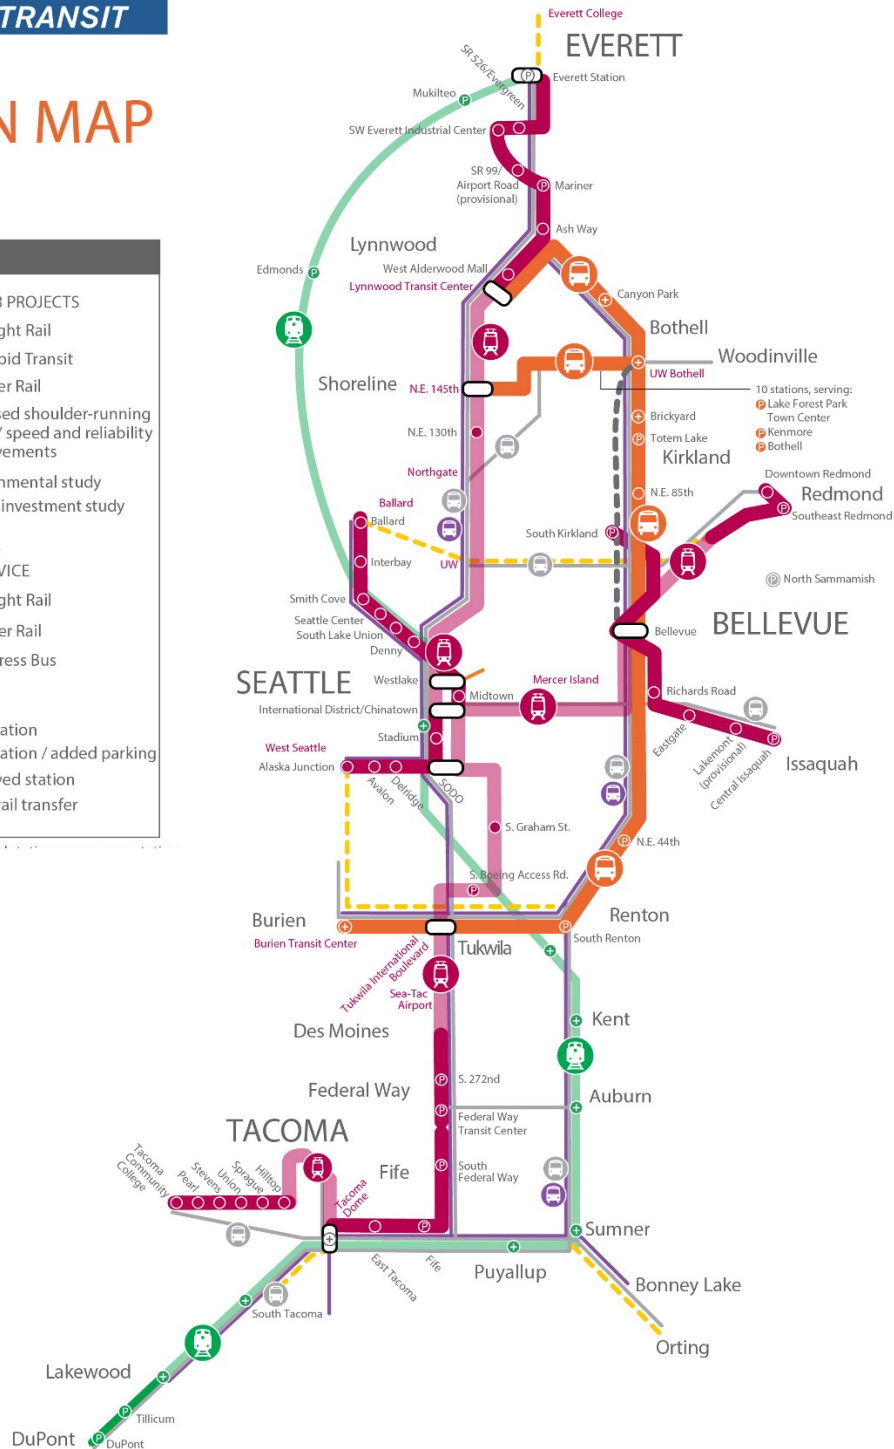 TRANSIT
N MAP
PROJECTS
ght Rail
pid Transit
er Rail
sed shoulder-running
/ speed and reliability
vements
nmental study
investment study
VICE
ght Rail
er Rail
ress Bus
ation
ation / added parking
ved station
rail transfer
Everett College
EVERETT
SR 526/Evergreen
Everett Station
Mukilteo
SW Everett Industrial Center
SR 99/
Airport Road
(provisional)
Mariner
Ash Way
Lynnwood
West Alderwood Mall
Edmonds
Lynnwood Transit Center
Canyon Park
Bothell
Woodinville
UW Bothell
Shoreline
N.E. 145th
10 stations, serving:
Lake Forest Park
Town Center
Kenmore
Bothell
Brickyard
N.E. 130th
Totem Lake
Kirkland
Northgate
Downtown Redmond
Redmond
N.E. 85th
Southeast Redmond
Ballard
Ballard
South Kirkland
Interbay
UW
North Sammamish
Smith Cove
Seattle Center
South Lake Union
Denny
Bellevue
BELLEVUE
SEATTLE
Westlake
Mercer Island
Midtown
Richards Road
International District/Chinatown
Stadium
Eastgate
Lakemont
(provisional)
Central Issaquah
Issaquah
West Seattle
Alaska Junction
Avalon
Delridge
SODO
S. Graham St.
N.E. 44th
S. Boeing Access Rd.
Burien
Renton
Burien Transit Center
South Renton
Tukwila
Tukwila International
Boulevard
Sea-Tac
Airport
Des Moines
Kent
S. 272nd
Federal Way
Auburn
Federal Way
Transit Center
TACOMA
Tacoma
Community
College
Pearl
Stevens
Union
Sprague
Hilltop
Fife
South
Federal Way
Tacoma
Dome
Sumner
East Tacoma
Fife
Puyallup
Bonney Lake
South Tacoma
Orting
Lakewood
Tillicum
DuPont
DuPont